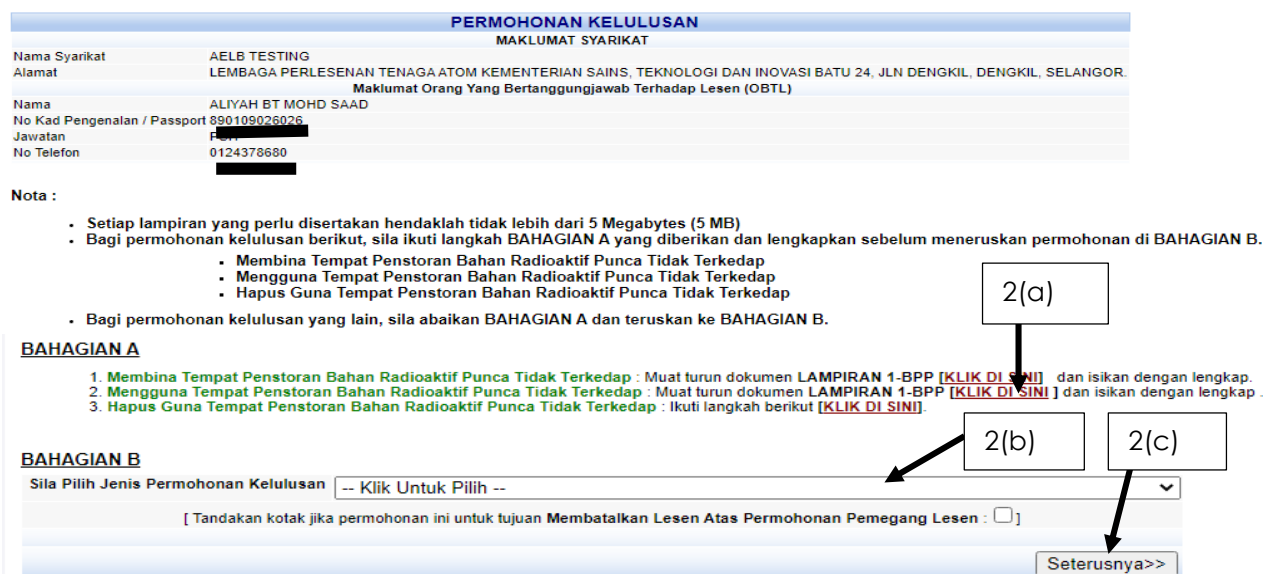 PERMOHONAN KELULUSAN
MAKLUMAT SYARIKAT
Nama Syarikat AELB TESTING
Alamat LEMBAGA PERLESENAN TENAGA ATOM KEMENTERIAN SAINS, TEKNOLOGI DAN INOVASI BATU 24, JLN DENGKIL, DENGKIL, SELANGOR.
Maklumat Orang Yang Bertanggungjawab Terhadap Lesen (OBTL)
Nama ALIYAH BT MOHD SAAD
No Kad Pengenalan / Passport 890109026026
Jawatan
No Telefon 0124378680
Nota :
• Setiap lampiran yang perlu disertakan hendaklah tidak lebih dari 5 Megabytes (5 MB)
• Bagi permohonan kelulusan berikut, sila ikuti langkah BAHAGIAN A yang diberikan dan lengkapkan sebelum meneruskan permohonan di BAHAGIAN B.
• Membina Tempat Penstoran Bahan Radioaktif Punca Tidak Terkedap
• Mengguna Tempat Penstoran Bahan Radioaktif Punca Tidak Terkedap
• Hapus Guna Tempat Penstoran Bahan Radioaktif Punca Tidak Terkedap
2(a)
• Bagi permohonan kelulusan yang lain, sila abaikan BAHAGIAN A dan teruskan ke BAHAGIAN B.
BAHAGIAN A
1. Membina Tempat Penstoran Bahan Radioaktif Punca Tidak Terkedap : Muat turun dokumen LAMPIRAN 1-BPP [KLIK DI SINI] dan isikan dengan lengkap.
2. Mengguna Tempat Penstoran Bahan Radioaktif Punca Tidak Terkedap : Muat turun dokumen LAMPIRAN 1-BPP [KLIK DI SINI ] dan isikan dengan lengkap .
3. Hapus Guna Tempat Penstoran Bahan Radioaktif Punca Tidak Terkedap : Ikuti langkah berikut [KLIK DI SINI].
2(b) 2(c)
BAHAGIAN B
Sila Pilih Jenis Permohonan Kelulusan -- Klik Untuk Pilih --
[ Tandakan kotak jika permohonan ini untuk tujuan Membatalkan Lesen Atas Permohonan Pemegang Lesen : ]
Seterusnya>>